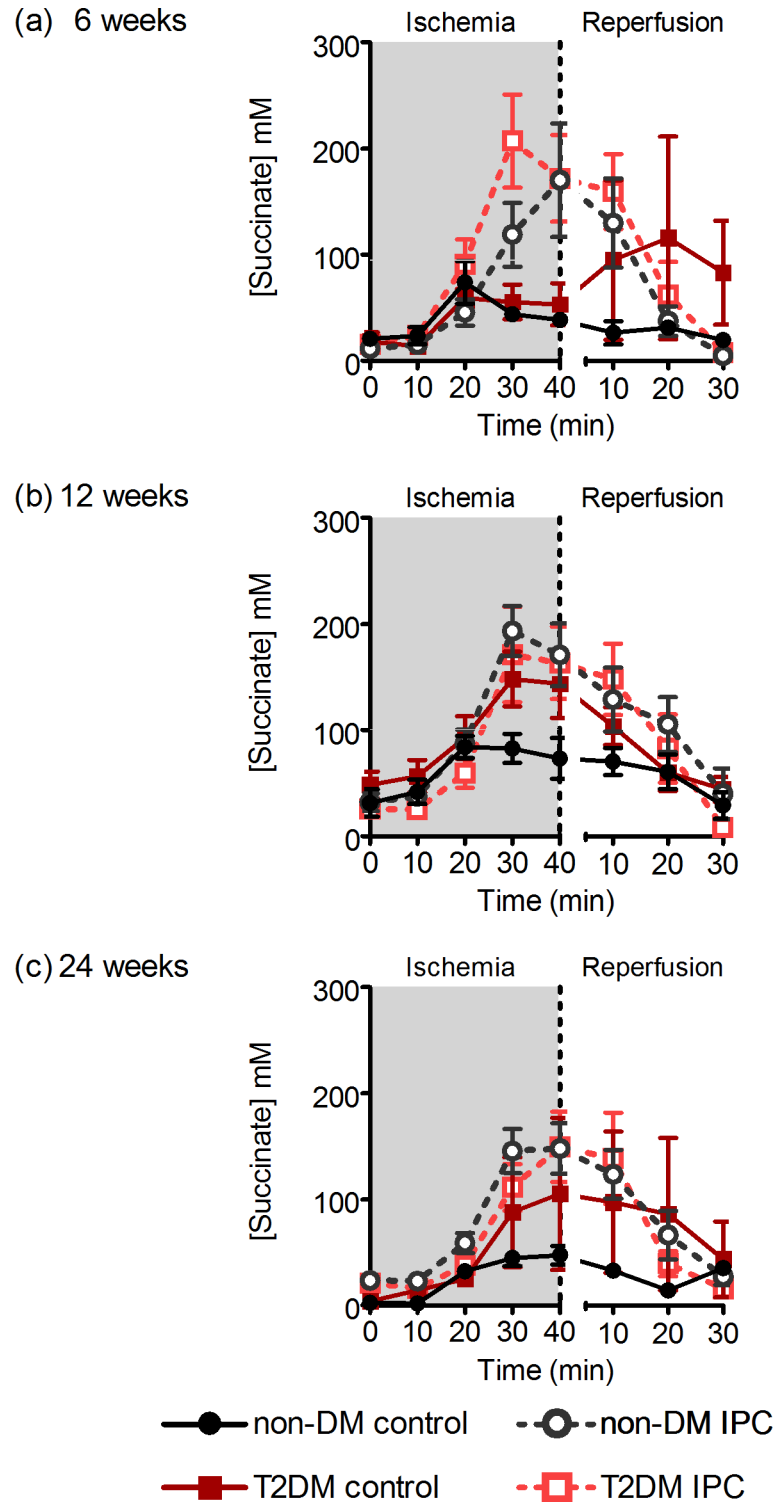 (a) 6 weeks
Ischemia Reperfusion
300
200
100
0
[Succinate] mM
0 10 20 30 40 10 20 30
Time (min)
(b) 12 weeks
Ischemia Reperfusion
300
200
100
0
[Succinate] mM
0 10 20 30 40 10 20 30
Time (min)
(c) 24 weeks
Ischemia Reperfusion
300
200
100
0
[Succinate] mM
0 10 20 30 40 10 20 30
Time (min)
non-DM control non-DM IPC
T2DM control T2DM IPC